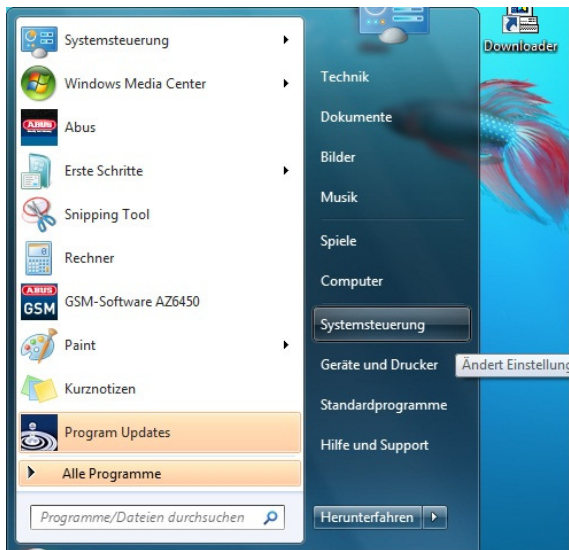 Systemsteuerung
Windows Media Center
ABUS
Abus
Erste Schritte
Snipping Tool
Rechner
ABUS
GSM
GSM-Software AZ6450
Paint
Kurznotizen
Program Updates
Alle Programme
Programme/Dateien durchsuchen
Technik
Dokumente
Bilder
Musik
Spiele
Computer
Systemsteuerung
Geräte und Drucker
Standardprogramme
Hilfe und Support
Herunterfahren
Downloader
Ändert Einstellung